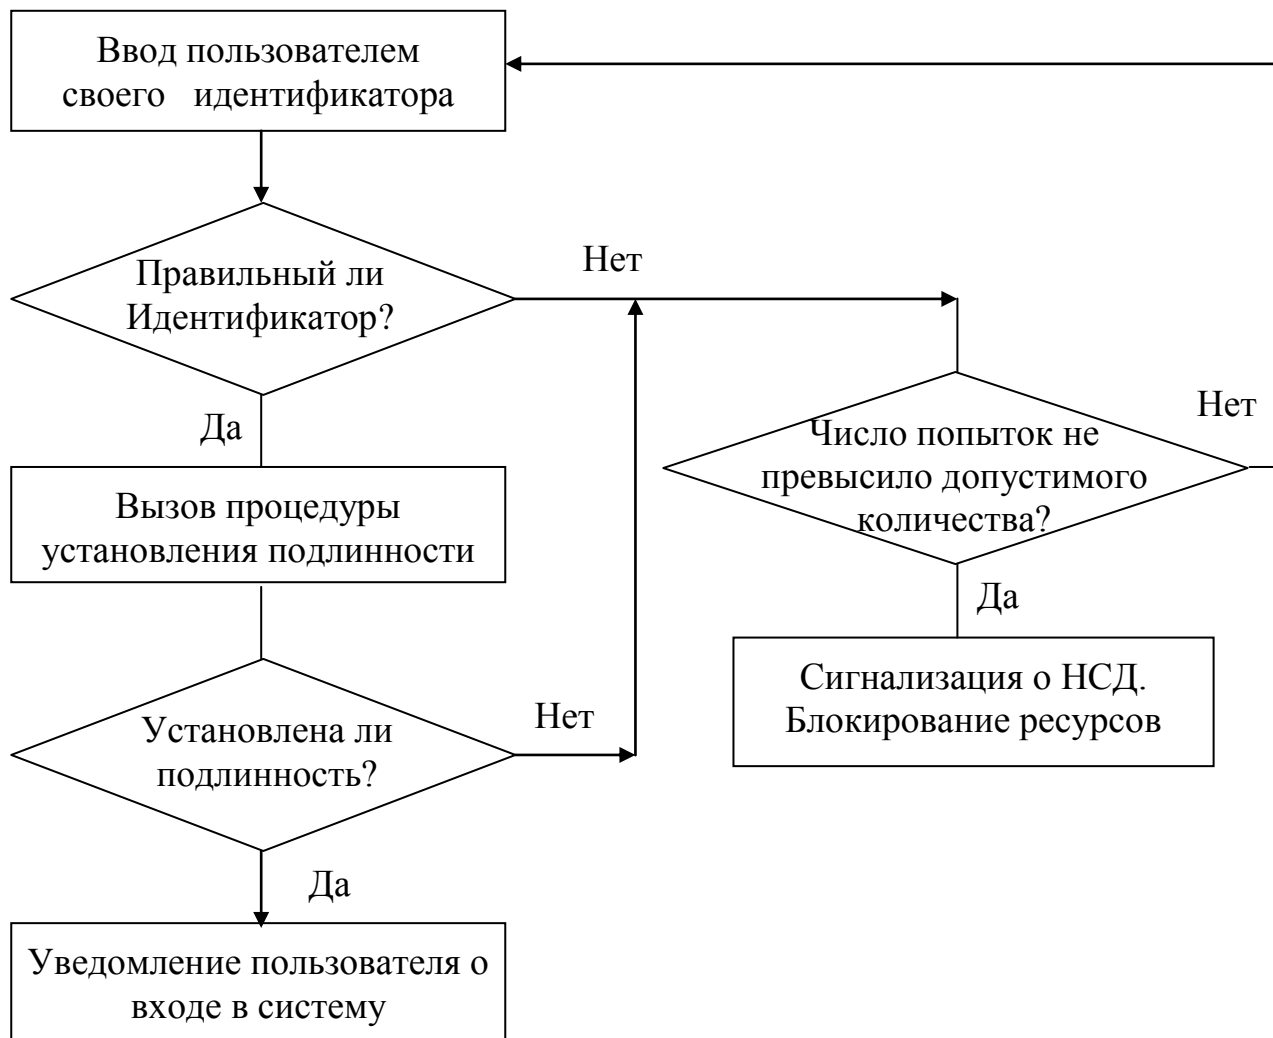 Ввод пользователем
своего идентификатора
Правильный ли
Идентификатор?
Нет
Да
Число попыток не
превысило допустимого
количества?
Нет
Вызов процедуры
установления подлинности
Да
Сигнализация о НСД.
Блокирование ресурсов
Установлена ли
подлинность?
Нет
Да
Уведомление пользователя о
входе в систему